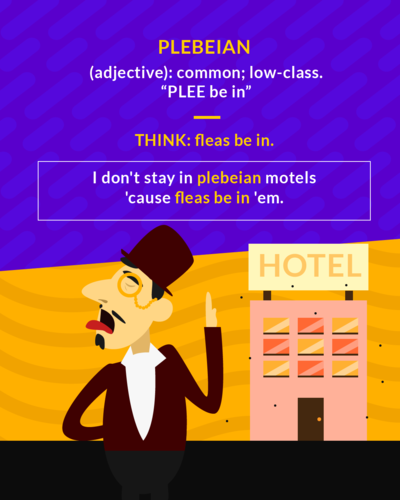 PLEBEIAN
(adjective): common; low-class.
“PLEE be in”
THINK: fleas be in.
I don't stay in plebeian motels
'cause fleas be in 'em.
HOTEL